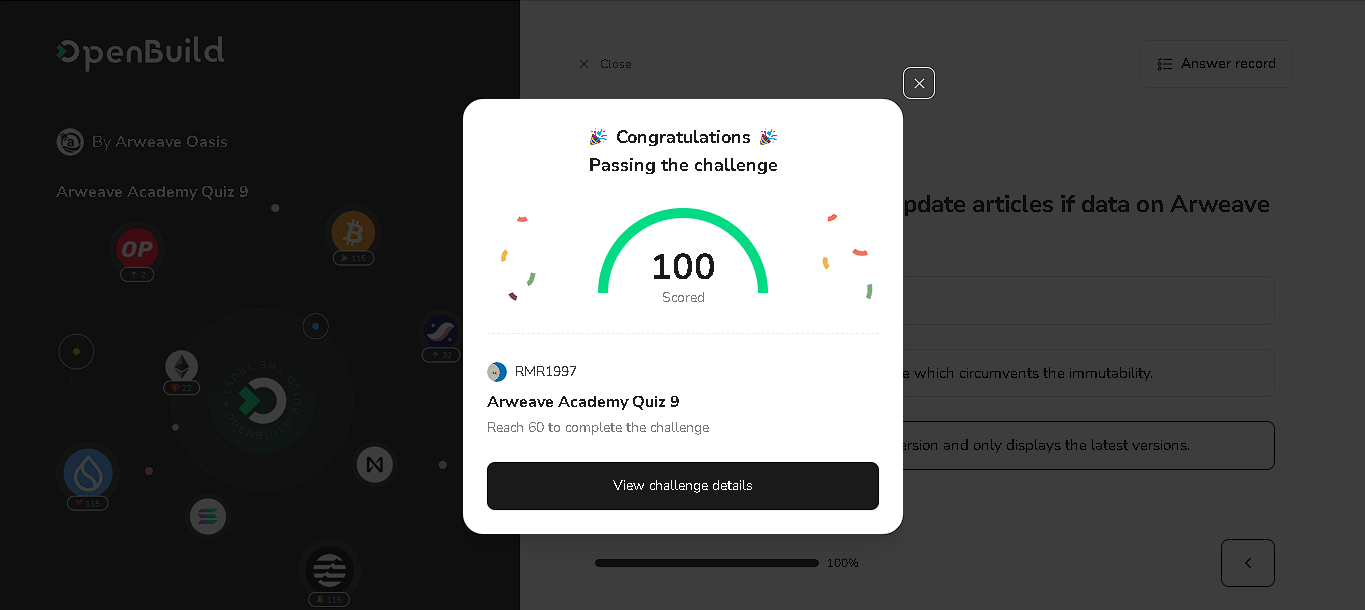 OpenBuild
By Arweave Oasis
Arweave Academy Quiz 9
OP
2
115
32
22
115
115
Close
Answer record
🎉 Congratulations 🎉
Passing the challenge
100
Scored
RMR1997
Arweave Academy Quiz 9
Reach 60 to complete the challenge
View challenge details
pdate articles if data on Arweave
e which circumvents the immutability.
ersion and only displays the latest versions.
100%